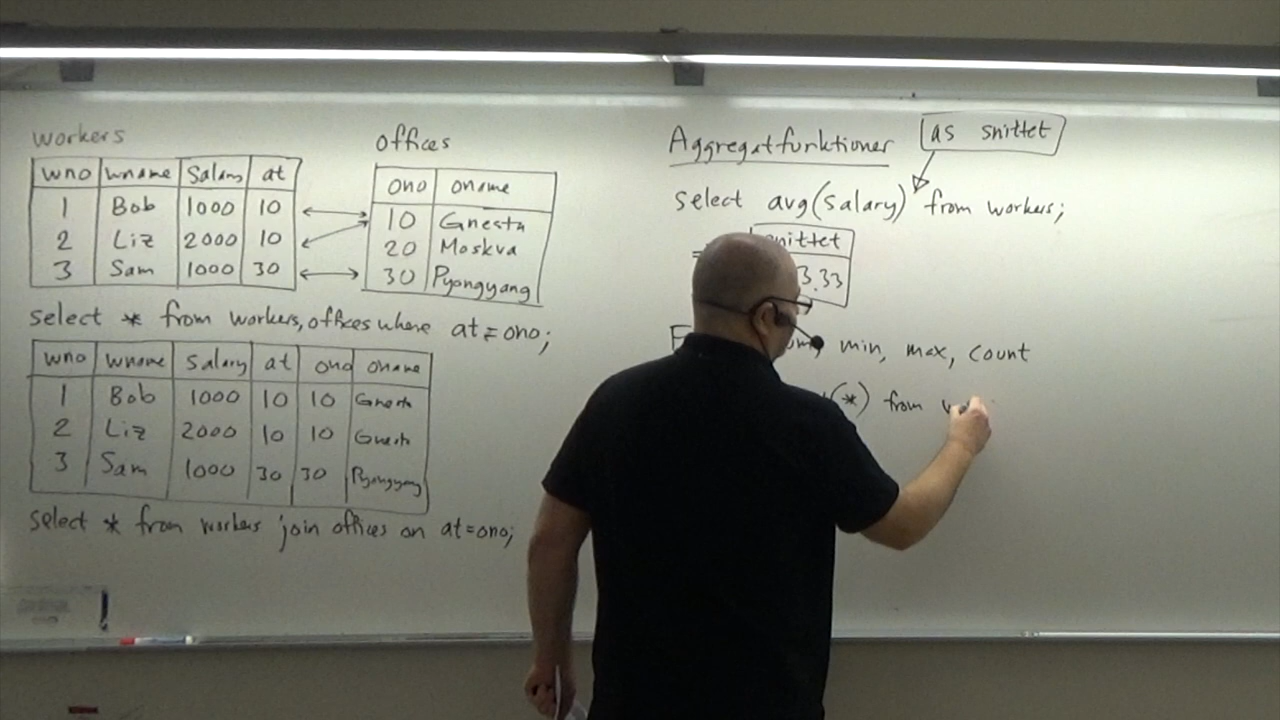 workers
wno wname Salary at
1 Bob 1000 10
2 Liz 2000 10
3 Sam 1000 30
offices
ono oname
10 Gnesta
20 Moskva
30 Pyongyang
select * from workers, offices where at = ono;
wno wname Salary at ono oname
1 Bob 1000 10 10 Gnesta
2 Liz 2000 10 10 Gnesta
3 Sam 1000 30 30 Pyongyang
select * from workers join offices on at=ono;
Aggregatfunktioner as snittet
select avg(salary) from workers;
snittet
3.33
min, max, count
(*) from